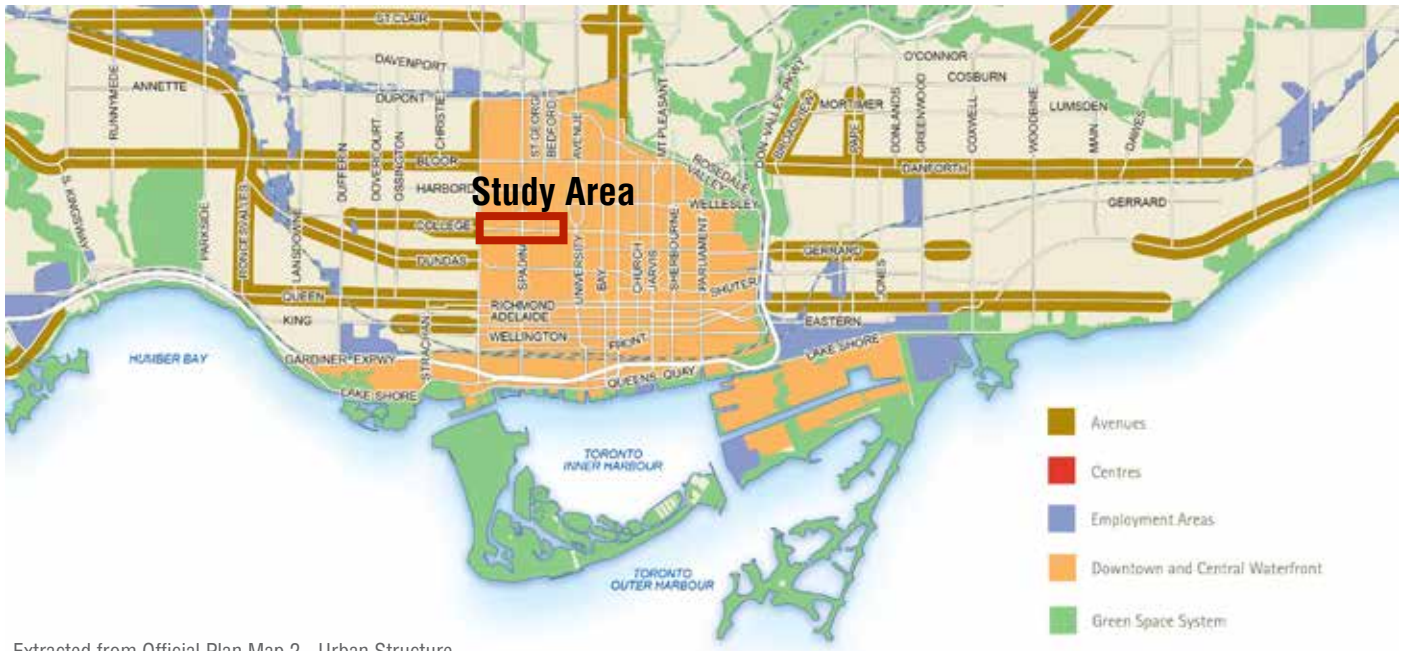 ST.CLAIR
O'CONNOR
DAVENPORT
COSBURN
RUNNYMEDE
ANNETTE
DUPONT
CHRISTIE
ST.GEORGE
BEDFORD
AVENUE
MT PLEASANT
DON VALLEY PKWY
BROADVIEW
MORTIMER
PAPE
DONLANDS
GREENWOOD
COXWELL
WOODBINE
LUMSDEN
MAIN
DAWES
DUFFERIN
DOVERCOURT
OSSINGTON
BLOOR
ROSEDALE
VALLEY
DANFORTH
S. KINGSWAY
PARKSIDE
RONCESVALLES
LANSDOWNE
HARBORD
Study Area
WELLESLEY
GERRARD
COLLEGE
SPADINA
UNIVERSITY
BAY
CHURCH
JARVIS
SHERBOURNE
PARLIAMENT
GERRARD
JONES
DUNDAS
SHUTER
QUEEN
KING
STRACHAN
RICHMOND
ADELAIDE
WELLINGTON
FRONT
EASTERN
LAKE SHORE
HUMBER BAY
GARDINER EXPWY
QUEENS QUAY
LAKE SHORE
TORONTO
INNER HARBOUR
TORONTO
OUTER HARBOUR
Avenues
Centres
Employment Areas
Downtown and Central Waterfront
Green Space System
Extracted from Official Plan Map 2 - Urban Structure